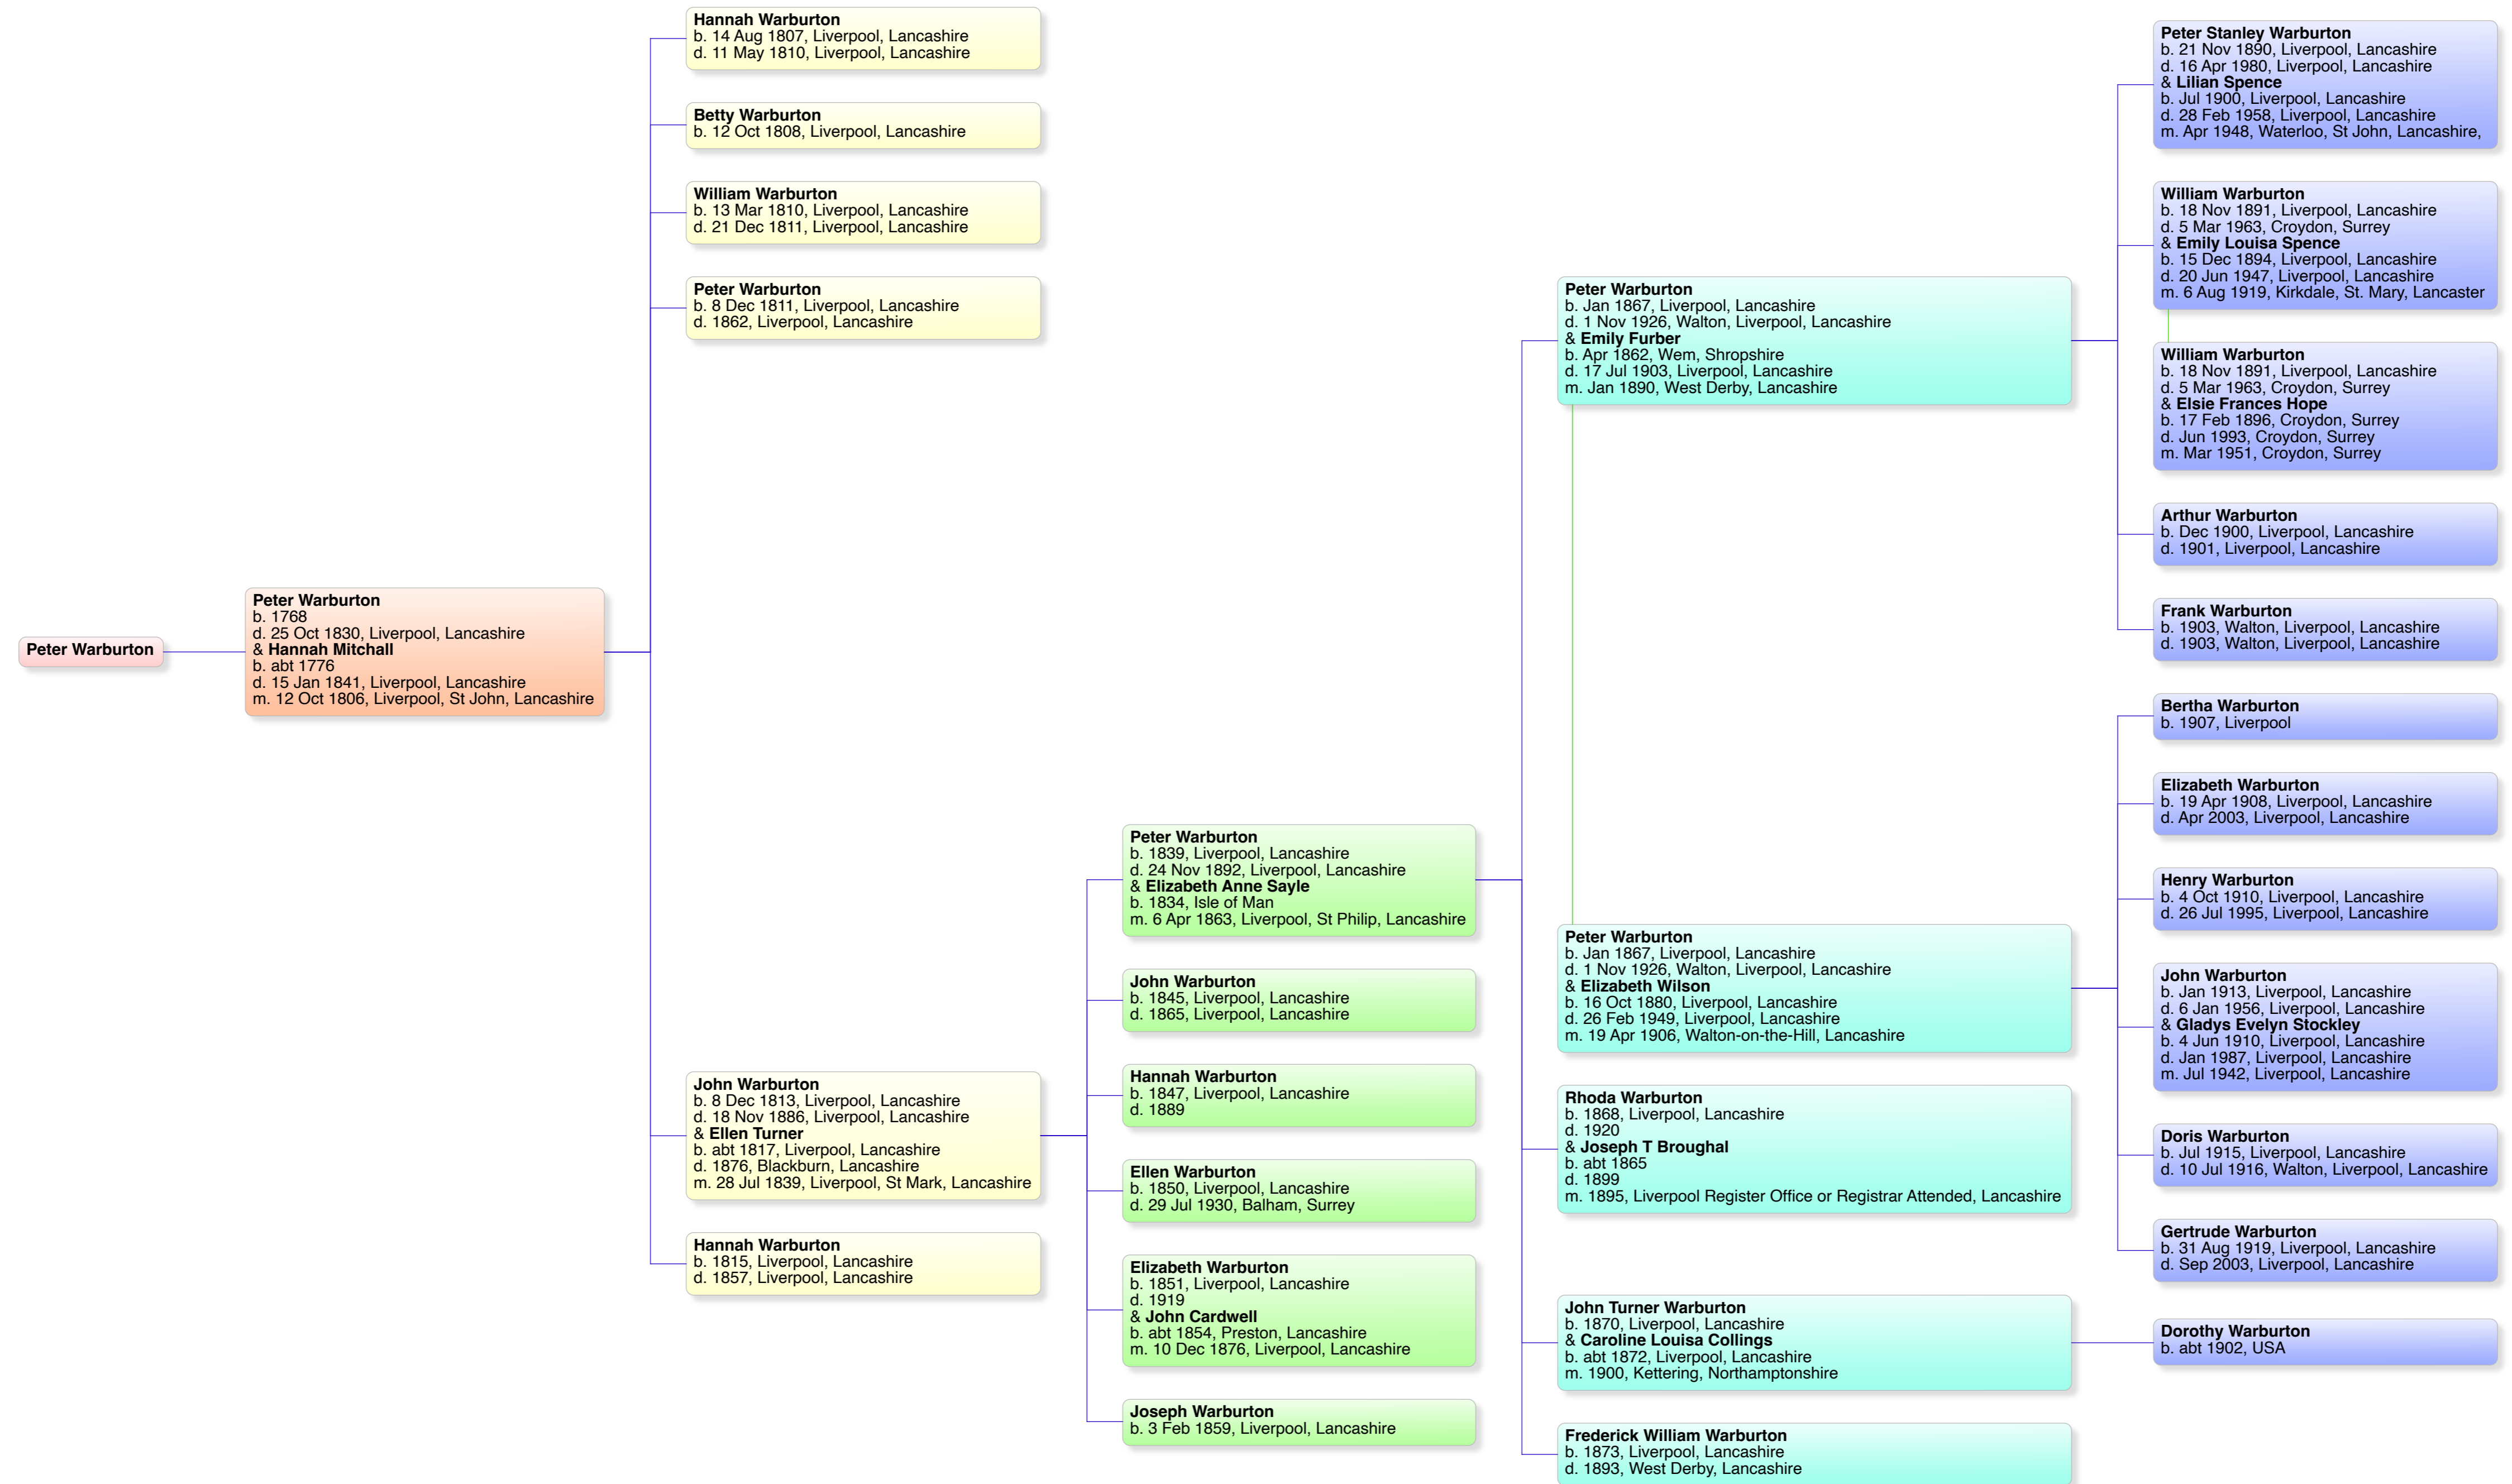 Peter Warburton
Peter Warburton
b. 1768
d. 25 Oct 1830, Liverpool, Lancashire
& Hannah Mitchall
b. abt 1776
d. 15 Jan 1841, Liverpool, Lancashire
m. 12 Oct 1806, Liverpool, St John, Lancashire
Hannah Warburton
b. 14 Aug 1807, Liverpool, Lancashire
d. 11 May 1810, Liverpool, Lancashire
Betty Warburton
b. 12 Oct 1808, Liverpool, Lancashire
William Warburton
b. 13 Mar 1810, Liverpool, Lancashire
d. 21 Dec 1811, Liverpool, Lancashire
Peter Warburton
b. 8 Dec 1811, Liverpool, Lancashire
d. 1862, Liverpool, Lancashire
John Warburton
b. 8 Dec 1813, Liverpool, Lancashire
d. 18 Nov 1886, Liverpool, Lancashire
& Ellen Turner
b. abt 1817, Liverpool, Lancashire
d. 1876, Blackburn, Lancashire
m. 28 Jul 1839, Liverpool, St Mark, Lancashire
Hannah Warburton
b. 1815, Liverpool, Lancashire
d. 1857, Liverpool, Lancashire
Peter Warburton
b. 1839, Liverpool, Lancashire
d. 24 Nov 1892, Liverpool, Lancashire
& Elizabeth Anne Sayle
b. 1834, Isle of Man
m. 6 Apr 1863, Liverpool, St Philip, Lancashire
John Warburton
b. 1845, Liverpool, Lancashire
d. 1865, Liverpool, Lancashire
Hannah Warburton
b. 1847, Liverpool, Lancashire
d. 1889
Ellen Warburton
b. 1850, Liverpool, Lancashire
d. 29 Jul 1930, Balham, Surrey
Elizabeth Warburton
b. 1851, Liverpool, Lancashire
d. 1919
& John Cardwell
b. abt 1854, Preston, Lancashire
m. 10 Dec 1876, Liverpool, Lancashire
Joseph Warburton
b. 3 Feb 1859, Liverpool, Lancashire
Peter Warburton
b. Jan 1867, Liverpool, Lancashire
d. 1 Nov 1926, Walton, Liverpool, Lancashire
& Emily Furber
b. Apr 1862, Wem, Shropshire
d. 17 Jul 1903, Liverpool, Lancashire
m. Jan 1890, West Derby, Lancashire
Peter Warburton
b. Jan 1867, Liverpool, Lancashire
d. 1 Nov 1926, Walton, Liverpool, Lancashire
& Elizabeth Wilson
b. 16 Oct 1880, Liverpool, Lancashire
d. 26 Feb 1949, Liverpool, Lancashire
m. 19 Apr 1906, Walton-on-the-Hill, Lancashire
Rhoda Warburton
b. 1868, Liverpool, Lancashire
d. 1920
& Joseph T Broughal
b. abt 1865
d. 1899
m. 1895, Liverpool Register Office or Registrar Attended, Lancashire
John Turner Warburton
b. 1870, Liverpool, Lancashire
& Caroline Louisa Collings
b. abt 1872, Liverpool, Lancashire
m. 1900, Kettering, Northamptonshire
Frederick William Warburton
b. 1873, Liverpool, Lancashire
d. 1893, West Derby, Lancashire
Peter Stanley Warburton
b. 21 Nov 1890, Liverpool, Lancashire
d. 16 Apr 1980, Liverpool, Lancashire
& Lilian Spence
b. Jul 1900, Liverpool, Lancashire
d. 28 Feb 1958, Liverpool, Lancashire
m. Apr 1948, Waterloo, St John, Lancashire,
William Warburton
b. 18 Nov 1891, Liverpool, Lancashire
d. 5 Mar 1963, Croydon, Surrey
& Emily Louisa Spence
b. 15 Dec 1894, Liverpool, Lancashire
d. 20 Jun 1947, Liverpool, Lancashire
m. 6 Aug 1919, Kirkdale, St. Mary, Lancaster
William Warburton
b. 18 Nov 1891, Liverpool, Lancashire
d. 5 Mar 1963, Croydon, Surrey
& Elsie Frances Hope
b. 17 Feb 1896, Croydon, Surrey
d. Jun 1993, Croydon, Surrey
m. Mar 1951, Croydon, Surrey
Arthur Warburton
b. Dec 1900, Liverpool, Lancashire
d. 1901, Liverpool, Lancashire
Frank Warburton
b. 1903, Walton, Liverpool, Lancashire
d. 1903, Walton, Liverpool, Lancashire
Bertha Warburton
b. 1907, Liverpool
Elizabeth Warburton
b. 19 Apr 1908, Liverpool, Lancashire
d. Apr 2003, Liverpool, Lancashire
Henry Warburton
b. 4 Oct 1910, Liverpool, Lancashire
d. 26 Jul 1995, Liverpool, Lancashire
John Warburton
b. Jan 1913, Liverpool, Lancashire
d. 6 Jan 1956, Liverpool, Lancashire
& Gladys Evelyn Stockley
b. 4 Jun 1910, Liverpool, Lancashire
d. Jan 1987, Liverpool, Lancashire
m. Jul 1942, Liverpool, Lancashire
Doris Warburton
b. Jul 1915, Liverpool, Lancashire
d. 10 Jul 1916, Walton, Liverpool, Lancashire
Gertrude Warburton
b. 31 Aug 1919, Liverpool, Lancashire
d. Sep 2003, Liverpool, Lancashire
Dorothy Warburton
b. abt 1902, USA